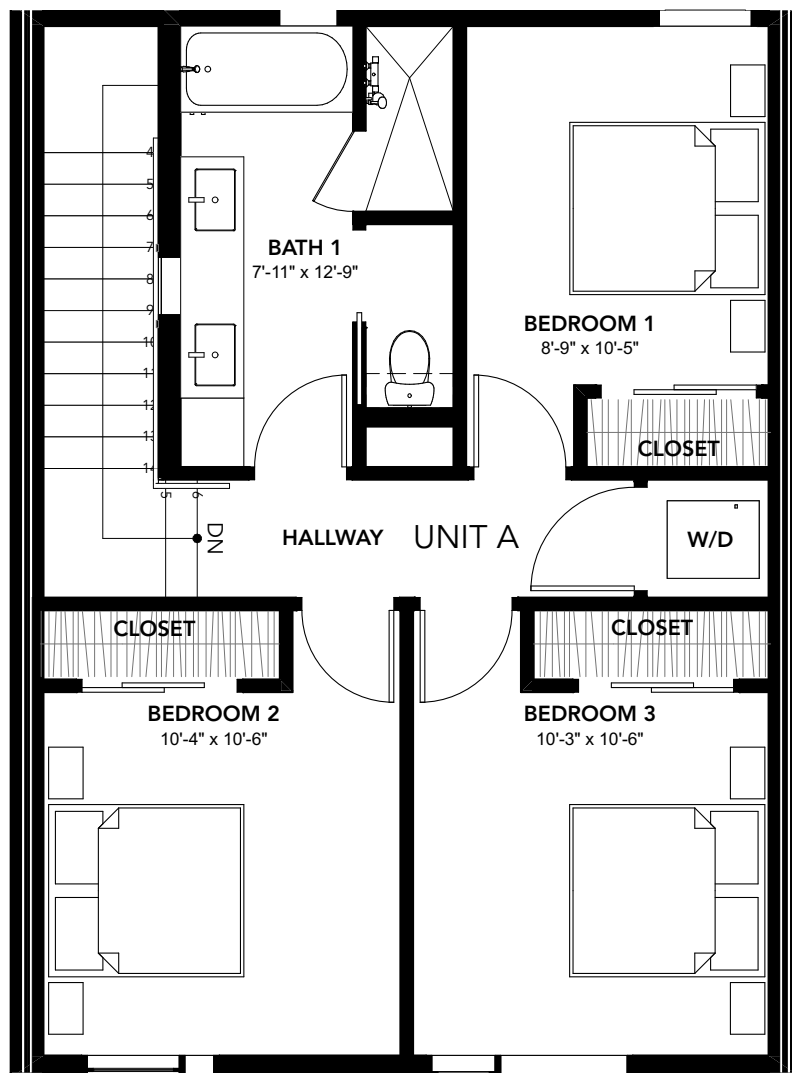 4
5
6
7
8
9
10
11
12
13
14
BATH 1
7'-11" x 12'-9"
BEDROOM 1
8'-9" x 10'-5"
CLOSET
5
6
DN
HALLWAY
UNIT A
W/D
CLOSET
CLOSET
BEDROOM 2
10'-4" x 10'-6"
BEDROOM 3
10'-3" x 10'-6"